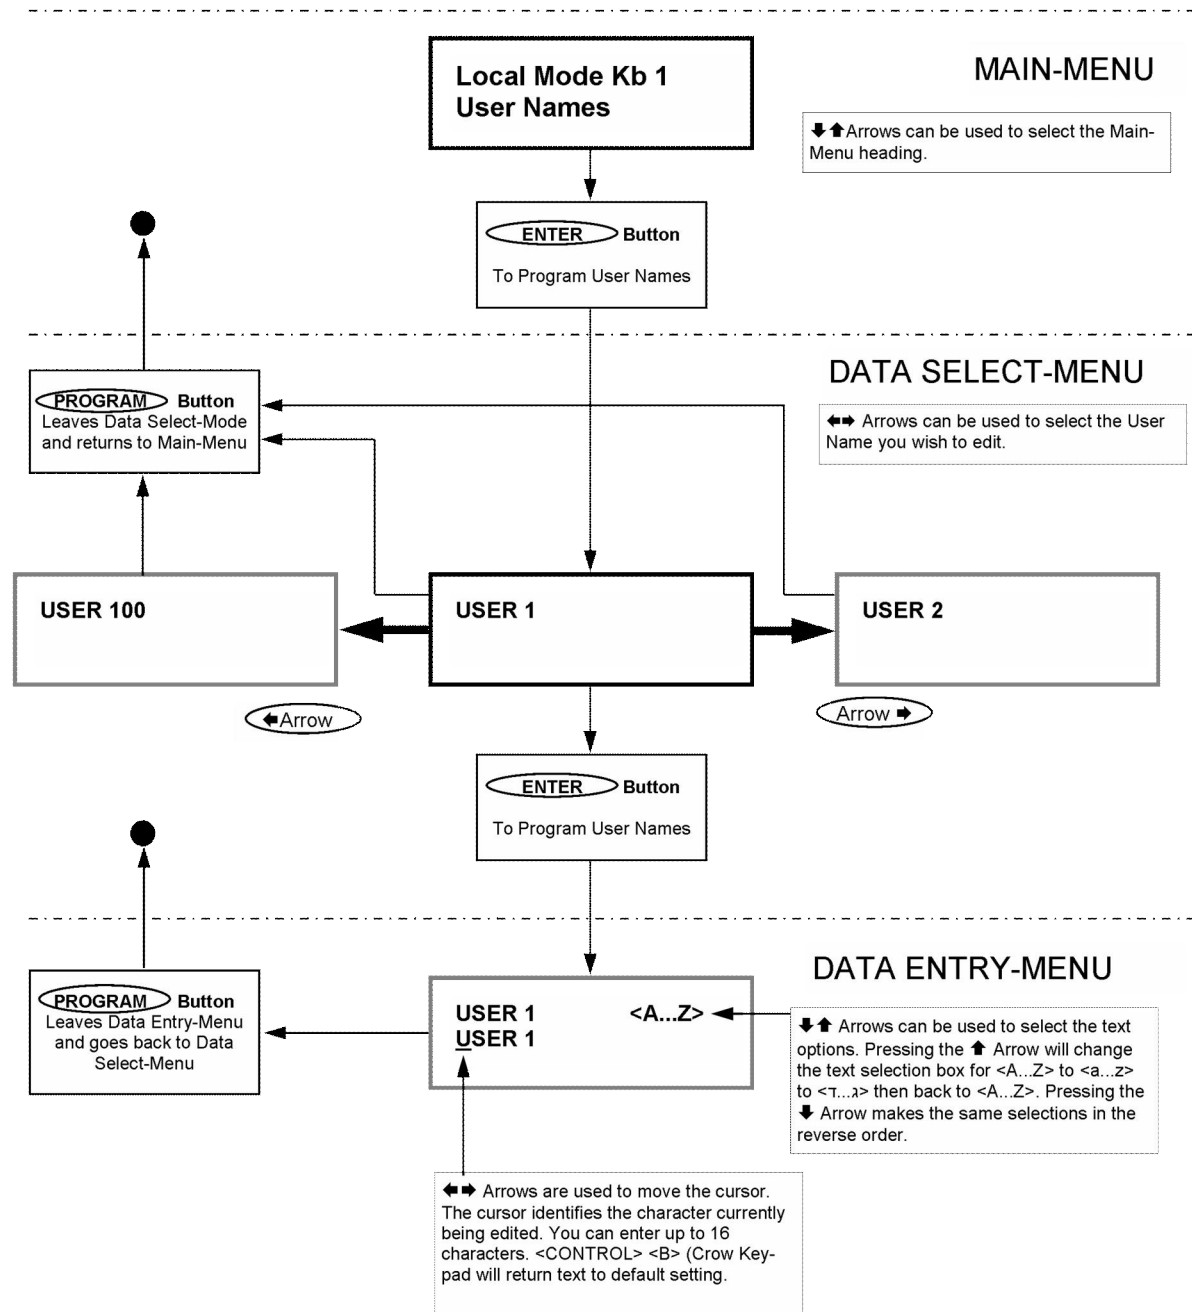 Local Mode Kb 1
User Names
MAIN-MENU
⬇⬆Arrows can be used to select the Main-
Menu heading.
ENTER Button
To Program User Names
DATA SELECT-MENU
⬅➡ Arrows can be used to select the User
Name you wish to edit.
PROGRAM Button
Leaves Data Select-Mode
and returns to Main-Menu
USER 100
USER 1
USER 2
⬅Arrow
Arrow ➡
ENTER Button
To Program User Names
DATA ENTRY-MENU
PROGRAM Button
Leaves Data Entry-Menu
and goes back to Data
Select-Menu
USER 1 <A...Z>
USER 1
⬇⬆ Arrows can be used to select the text
options. Pressing the ⬆ Arrow will change
the text selection box for <A...Z> to <a...z>
to <ג...ד> then back to <A...Z>. Pressing the
⬇ Arrow makes the same selections in the
reverse order.
⬅➡ Arrows are used to move the cursor.
The cursor identifies the character currently
being edited. You can enter up to 16
characters. <CONTROL> <B> (Crow Key-
pad will return text to default setting.